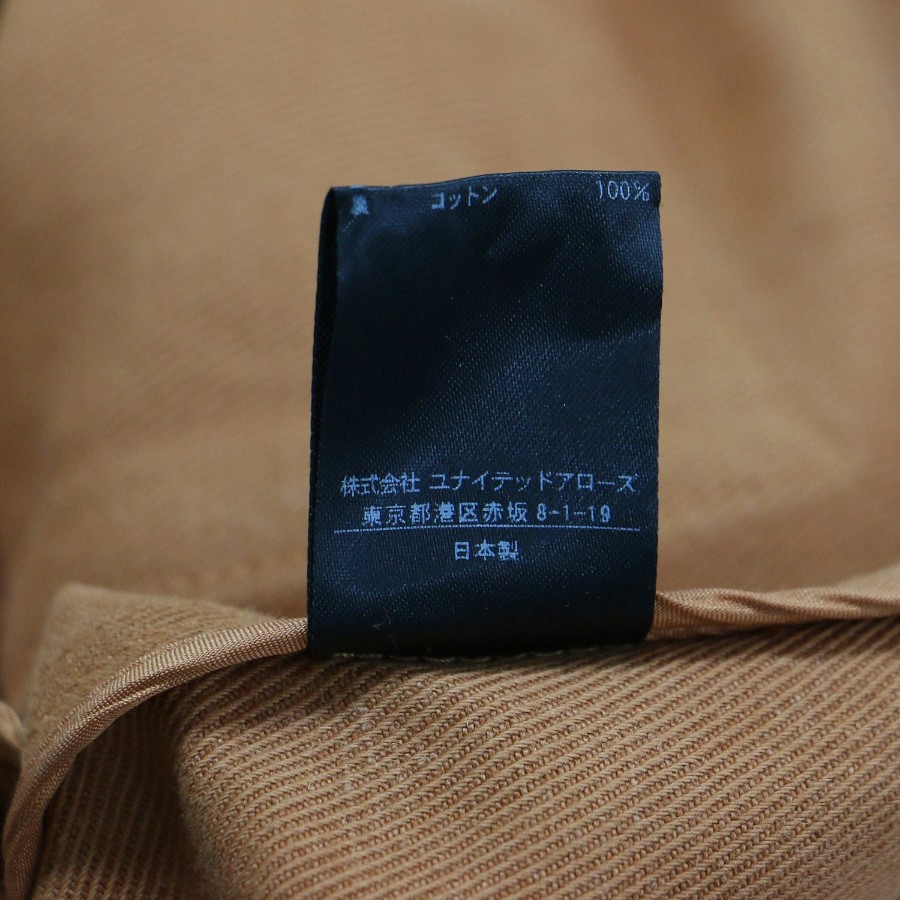 裏 コットン 100%
株式会社 ユナイテッドアローズ
東京都港区赤坂 8-1-19
日本製